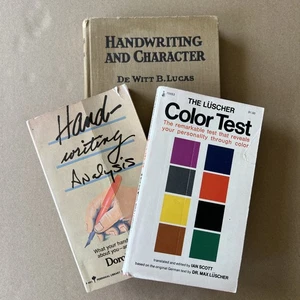 HANDWRITING
AND CHARACTER
DE WITT B. LUCAS
Hand-
writing
Analysis
What your hand
about you—a
Doro
THE LÜSCHER
Color Test
The remarkable test that reveals
your personality through color
translated and edited by IAN SCOTT
based on the original German text by DR. MAX LÜSCHER